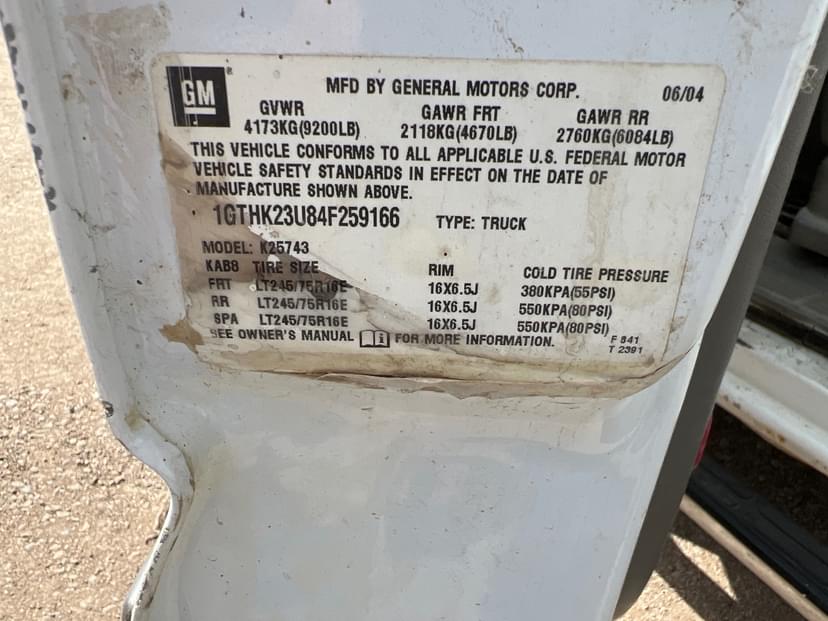 GM ® MFD BY GENERAL MOTORS CORP. 06/04
GVWR GAWR FRT GAWR RR
4173KG(9200LB) 2118KG(4670LB) 2760KG(6084LB)
THIS VEHICLE CONFORMS TO ALL APPLICABLE U.S. FEDERAL MOTOR
VEHICLE SAFETY STANDARDS IN EFFECT ON THE DATE OF
MANUFACTURE SHOWN ABOVE.
1GTHK23U84F259166 TYPE: TRUCK
MODEL: K25743
KAB8 TIRE SIZE RIM COLD TIRE PRESSURE
FRT LT245/75R16E 16X6.5J 380KPA(55PSI)
RR LT245/75R16E 16X6.5J 550KPA(80PSI)
SPA LT245/75R16E 16X6.5J 550KPA(80PSI)
SEE OWNER'S MANUAL FOR MORE INFORMATION. F 841
T 2391